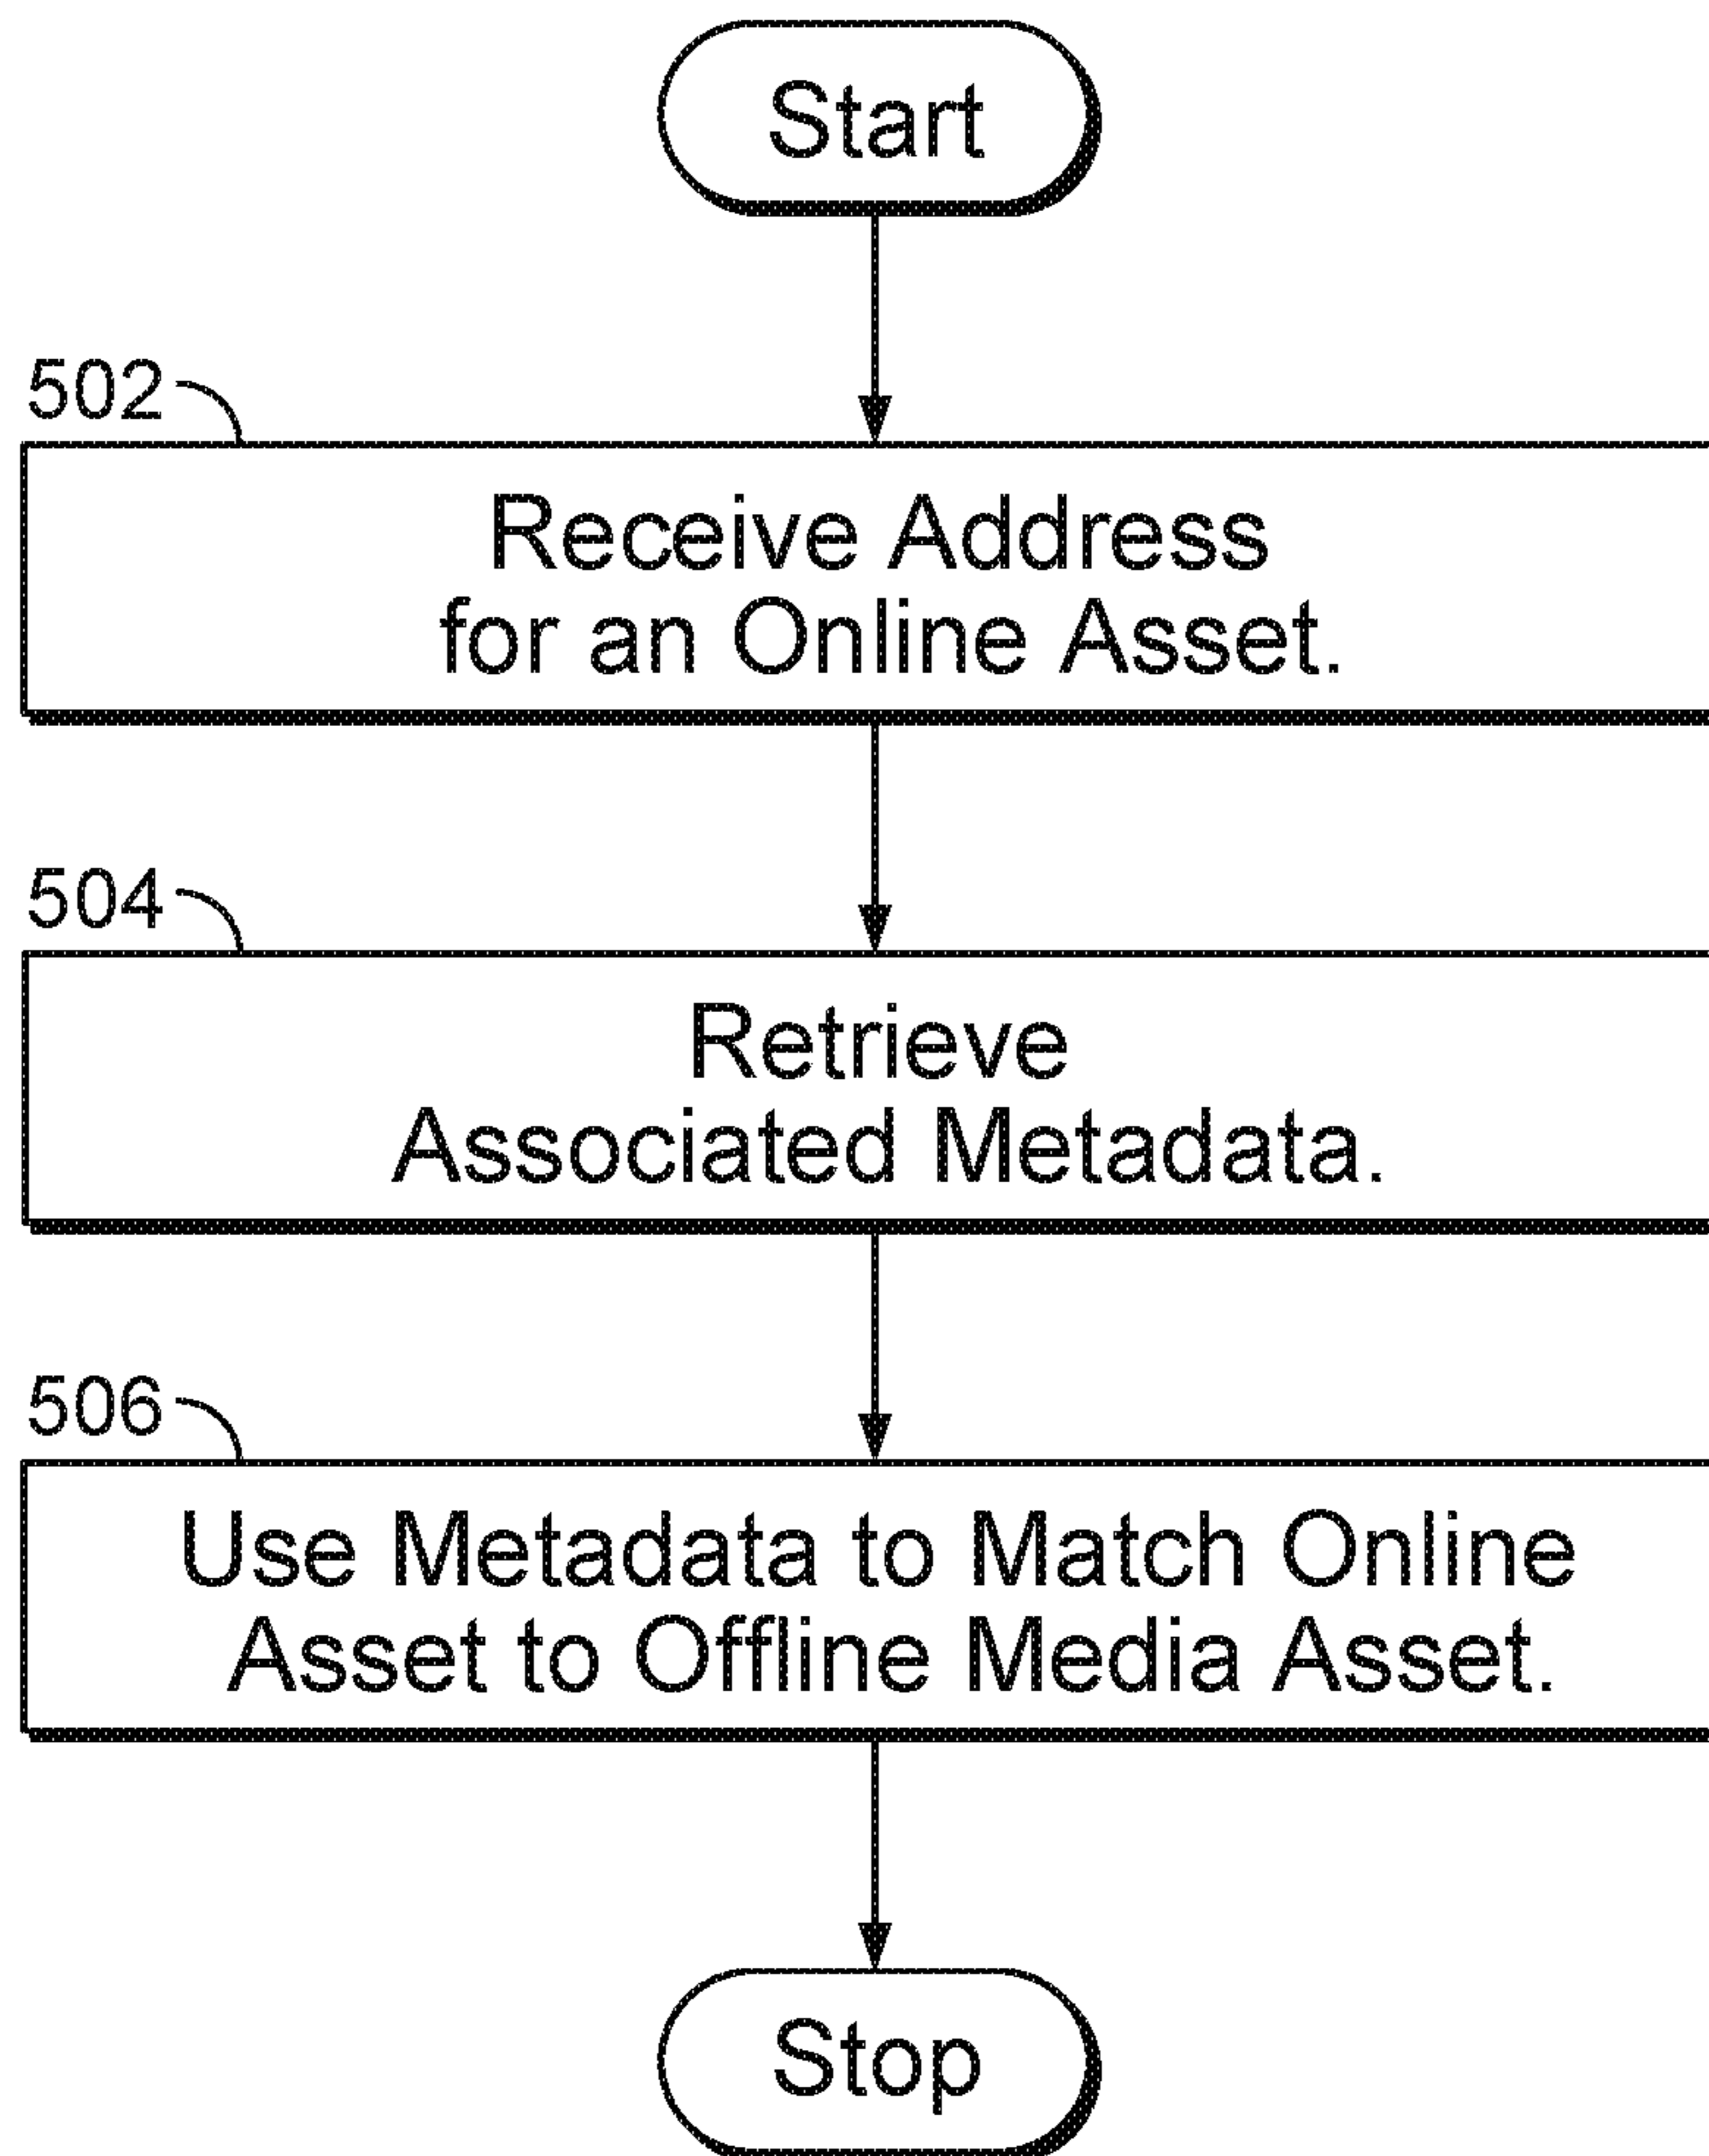 Start
502
Receive Address
for an Online Asset.
504
Retrieve
Associated Metadata.
506
Use Metadata to Match Online
Asset to Offline Media Asset.
Stop